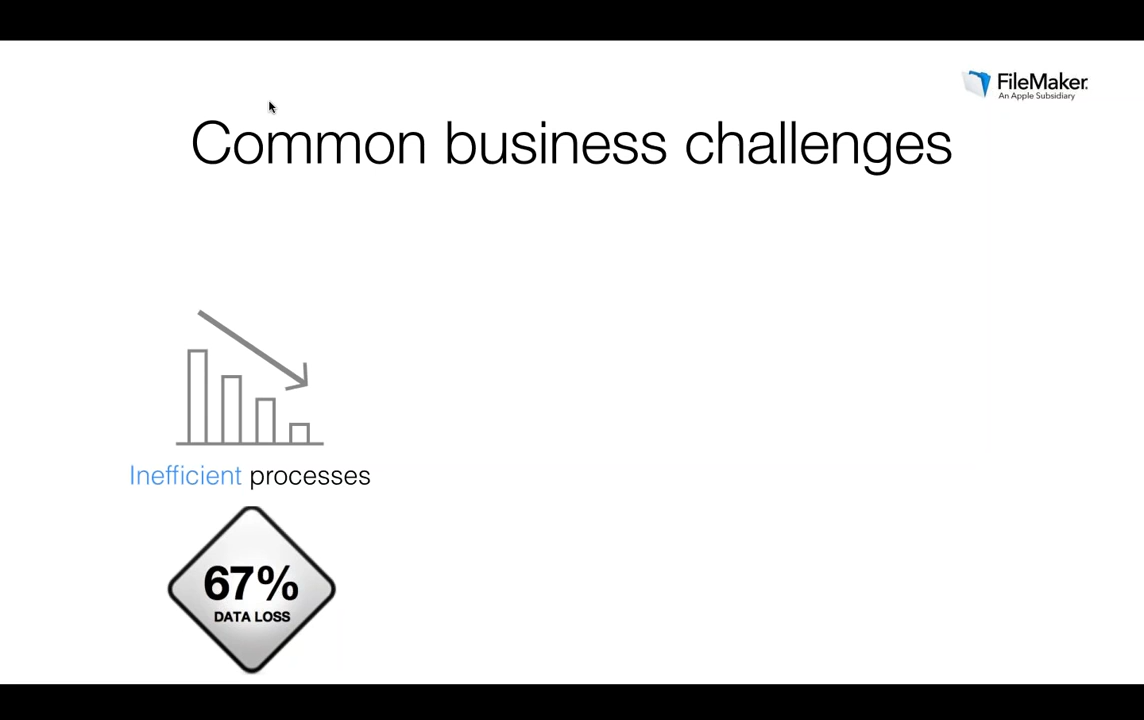 FileMaker.
An Apple Subsidiary
Common business challenges
Inefficient processes
67%
DATA LOSS